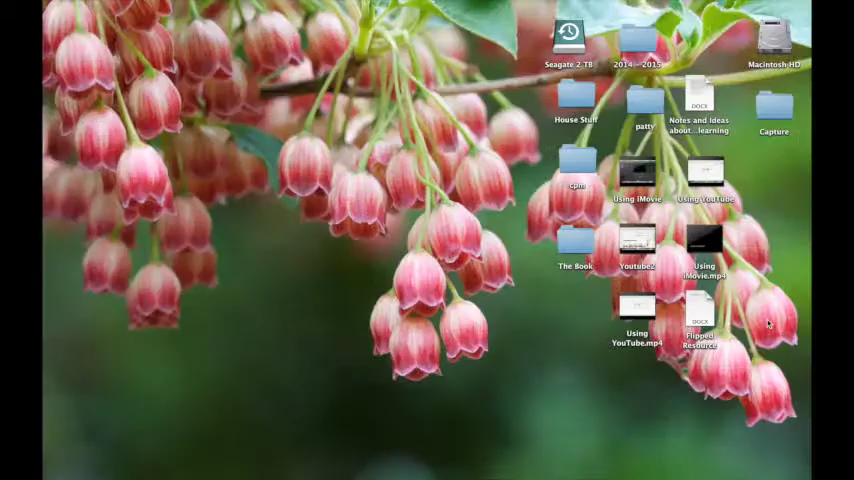 Seagate 2 TB
2014 – 2015
Macintosh HD
House Stuff
patty
Notes and Ideas
about...learning
Capture
cpm
Using iMovie
Using YouTube
The Book
Youtube2
Using
iMovie.mp4
Using
YouTube.mp4
DOCX
Flipped
Resource